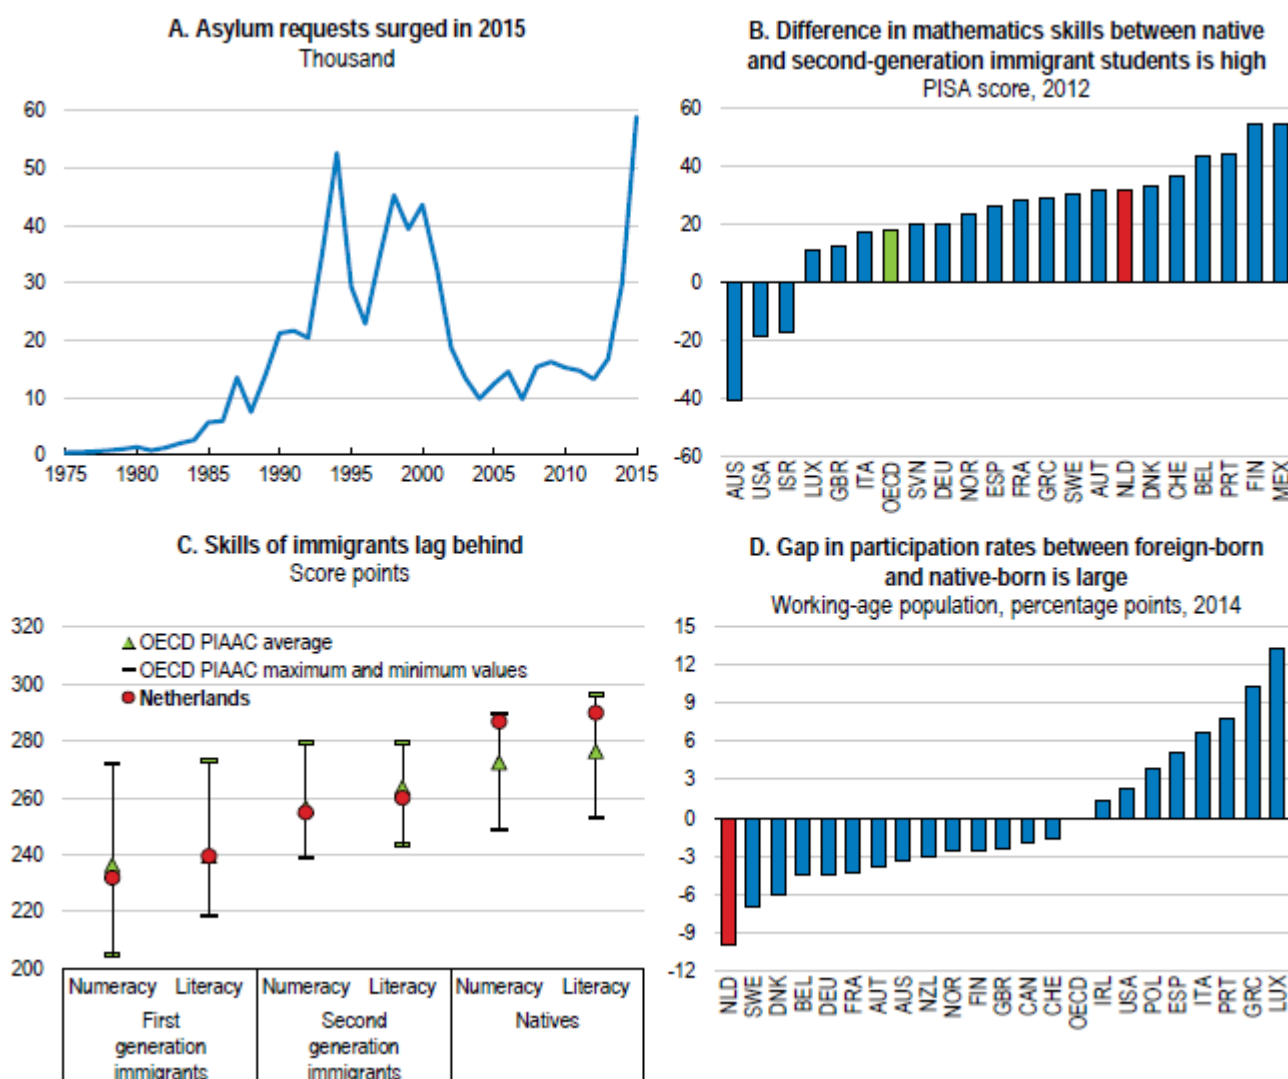 A. Asylum requests surged in 2015
Thousand
60
50
40
30
20
10
0
1975 1980 1985 1990 1995 2000 2005 2010 2015
B. Difference in mathematics skills between native
and second-generation immigrant students is high
PISA score, 2012
60
40
20
0
-20
-40
-60
AUS USA ISR LUX GBR ITA OECD SVN DEU NOR ESP FRA GRC SWE AUT NLD DNK CHE BEL PRT FIN MEX
C. Skills of immigrants lag behind
Score points
320
300
280
260
240
220
200
OECD PIAAC average
OECD PIAAC maximum and minimum values
Netherlands
Numeracy Literacy Numeracy Literacy Numeracy Literacy
First Second Natives
generation generation
immigrants immigrants
D. Gap in participation rates between foreign-born
and native-born is large
Working-age population, percentage points, 2014
15
12
9
6
3
0
-3
-6
-9
-12
NLD SWE DNK BEL DEU FRA AUT AUS NZL NOR FIN GBR CAN CHE OECD IRL USA POL ESP ITA PRT GRC LUX